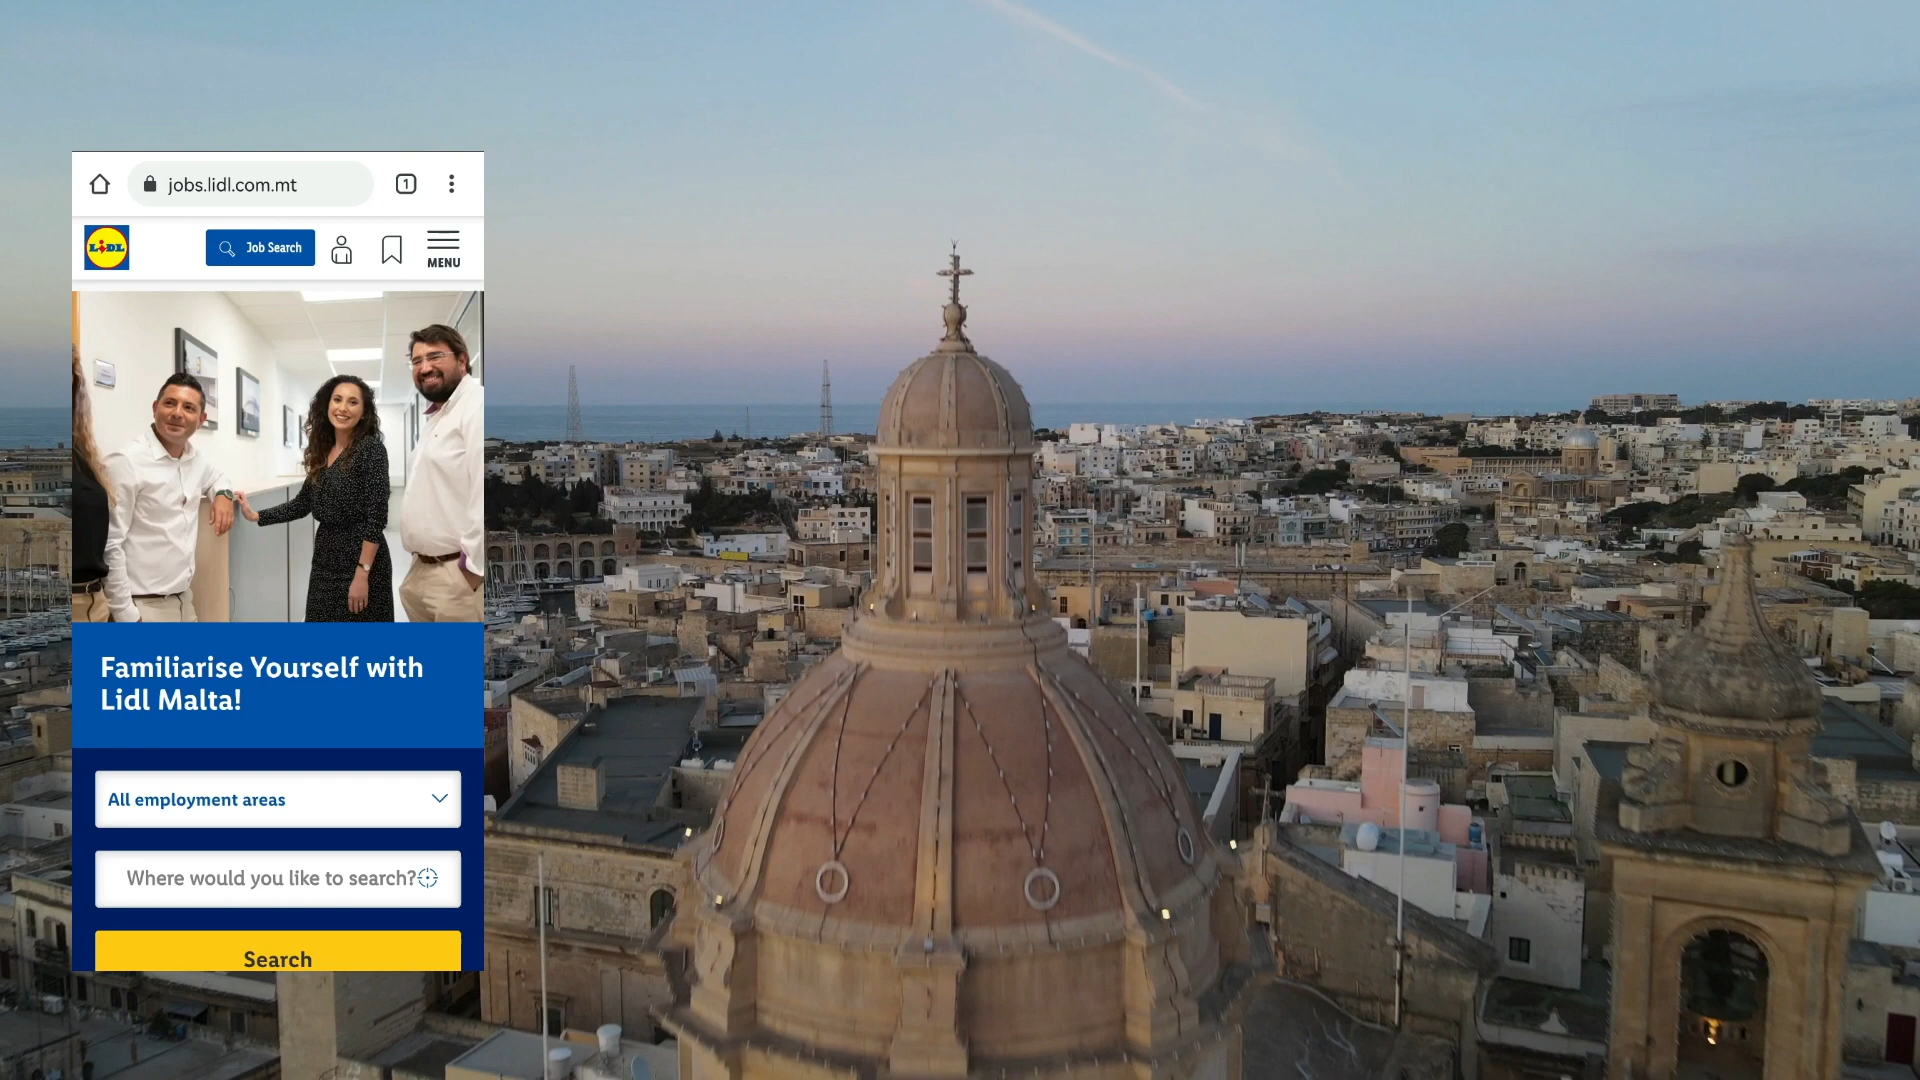 jobs.lidl.com.mt
1
LiDL
Job Search
MENU
Familiarise Yourself with
Lidl Malta!
All employment areas
Where would you like to search?
Search